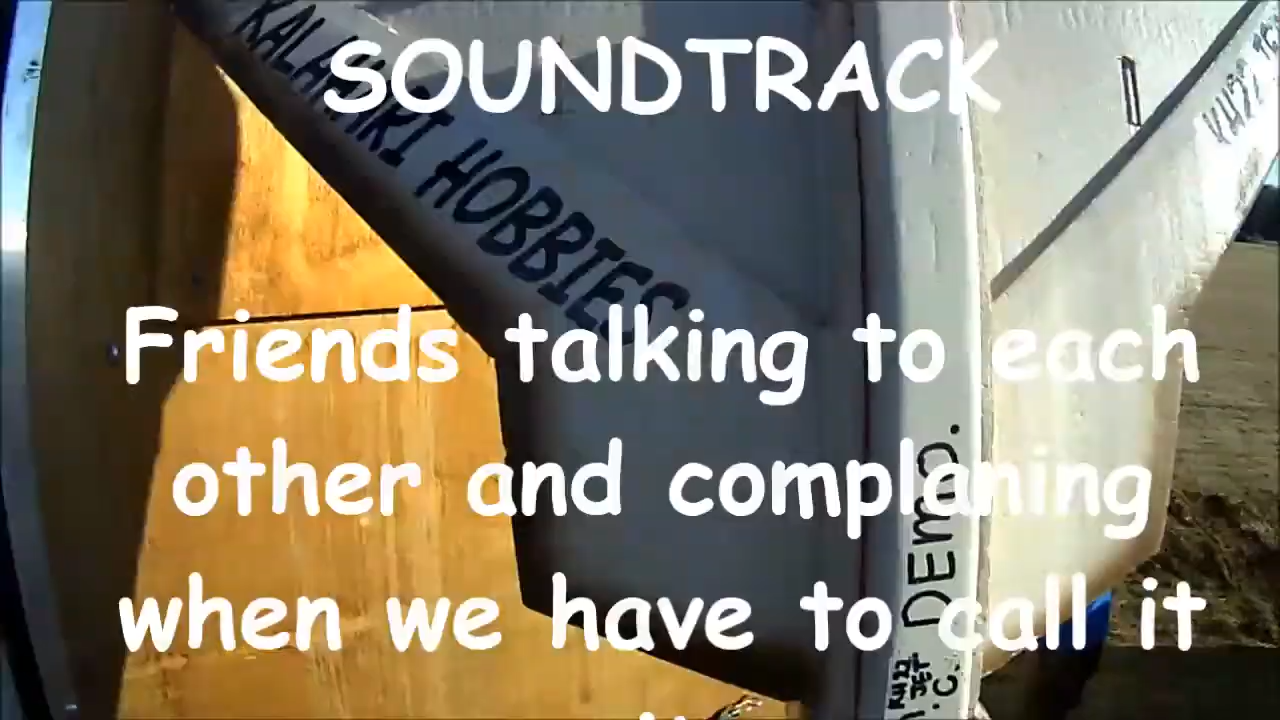 SOUNDTRACK
KALAHARI HOBBIES
Friends talking to each
other and complaning
when we have to call it
DEMO.